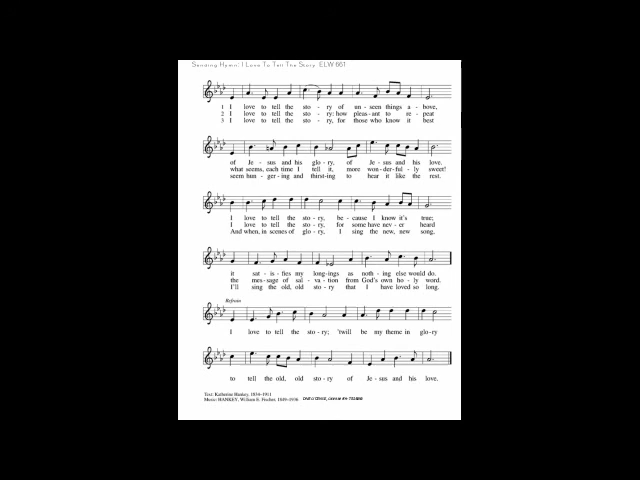 Sending Hymn: I Love To Tell The Story ELW 661
1 I love to tell the sto - ry of un - seen things a - bove,
2 I love to tell the sto - ry: how pleas - ant to re - peat
3 I love to tell the sto - ry, for those who know it best
of Je - sus and his glo - ry, of Je - sus and his love.
what seems, each time I tell it, more won - der - ful - ly sweet!
seem hun - ger - ing and thirst - ing to hear it like the rest.
I love to tell the sto - ry, be - cause I know it's true;
I love to tell the sto - ry, for some have nev - er heard
And when, in scenes of glo - ry, I sing the new, new song,
it sat - is - fies my long - ings as noth - ing else would do.
the mes - sage of sal - va - tion from God's own ho - ly word.
I'll sing the old, old sto - ry that I have loved so long.
Refrain
I love to tell the sto - ry; 'twill be my theme in glo - ry
to tell the old, old sto - ry of Je - sus and his love.
Text: Katherine Hankey, 1834–1911
Music: HANKEY, William G. Fischer, 1849–1936